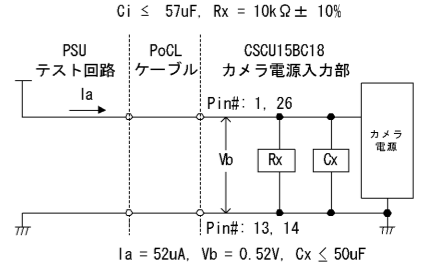 Ci ≤ 57uF, Rx = 10kΩ± 10%
PSU
テスト回路
PoCL
ケーブル
CSCU15BC18
カメラ電源入力部
Ia
Pin#: 1, 26
Vb
Rx
Cx
カメラ
電源
Pin#: 13, 14
Ia = 52uA, Vb = 0.52V, Cx ≤ 50uF